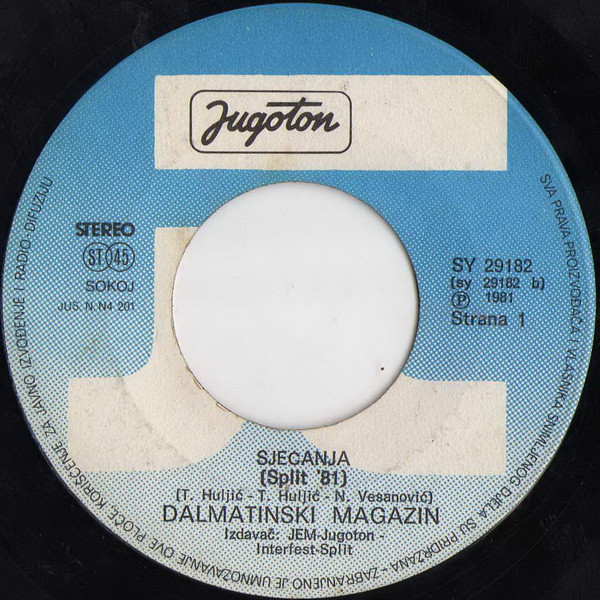 Jugoton
STEREO
ST 45
SOKOJ
JUS. N. N4 201
SY 29182
(sy 29182 b)
Ⓟ 1981
Strana 1
SJEĆANJA
(Split '81)
(T. Huljić - T. Huljić - N. Vesanović)
DALMATINSKI MAGAZIN
Izdavač: JEM-Jugoton -
Interfest-Split
SVA PRAVA PROIZVOĐAČA I VLASNIKA SNIMLJENOG DJELA SU PRIDRŽANA - ZABRANJENO JE UMNOŽAVANJE OVE PLOČE, KORIŠĆENJE ZA JAVNO IZVOĐENJE I RADIO-DIFUZIJU